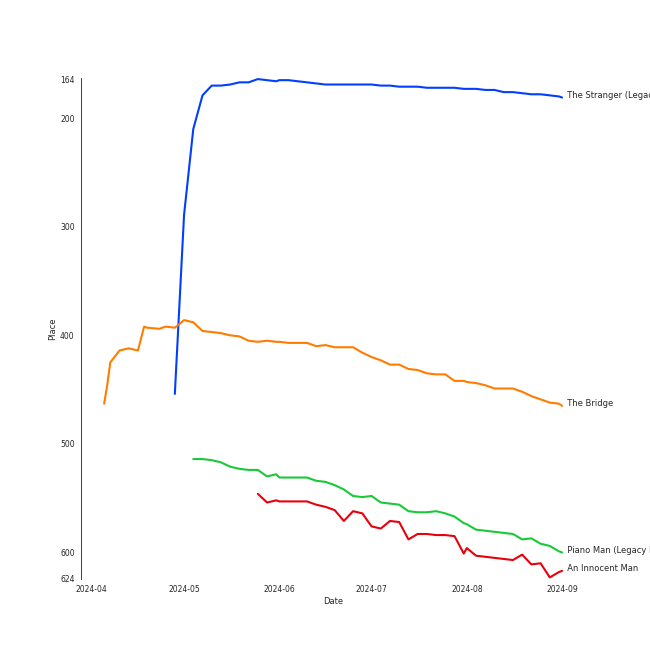 164
200
300
400
500
600
624
Place
2024-04
2024-05
2024-06
2024-07
2024-08
2024-09
Date
The Stranger (Legac
The Bridge
Piano Man (Legacy
An Innocent Man